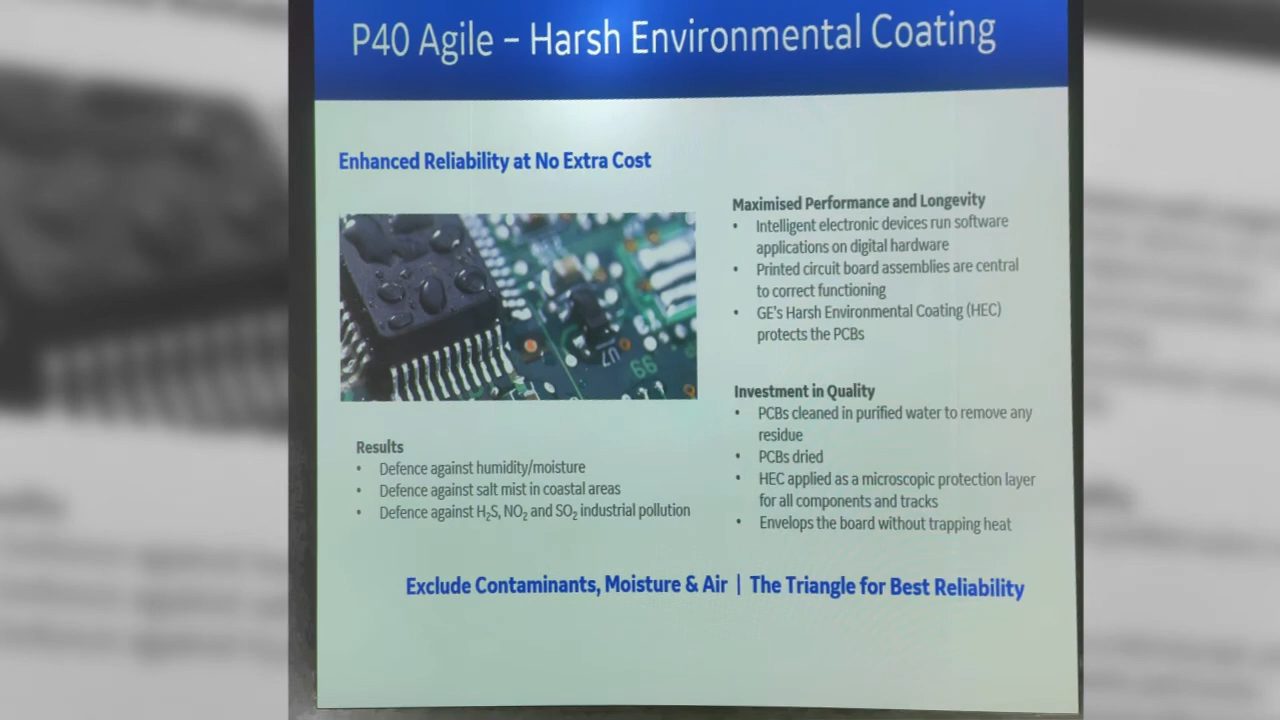 P40 Agile – Harsh Environmental Coating
Enhanced Reliability at No Extra Cost
U7
99
Results
• Defence against humidity/moisture
• Defence against salt mist in coastal areas
• Defence against H₂S, NO₂ and SO₂ industrial pollution
Maximised Performance and Longevity
• Intelligent electronic devices run software
applications on digital hardware
• Printed circuit board assemblies are central
to correct functioning
• GE's Harsh Environmental Coating (HEC)
protects the PCBs
Investment in Quality
• PCBs cleaned in purified water to remove any
residue
• PCBs dried
• HEC applied as a microscopic protection layer
for all components and tracks
• Envelops the board without trapping heat
Exclude Contaminants, Moisture & Air | The Triangle for Best Reliability